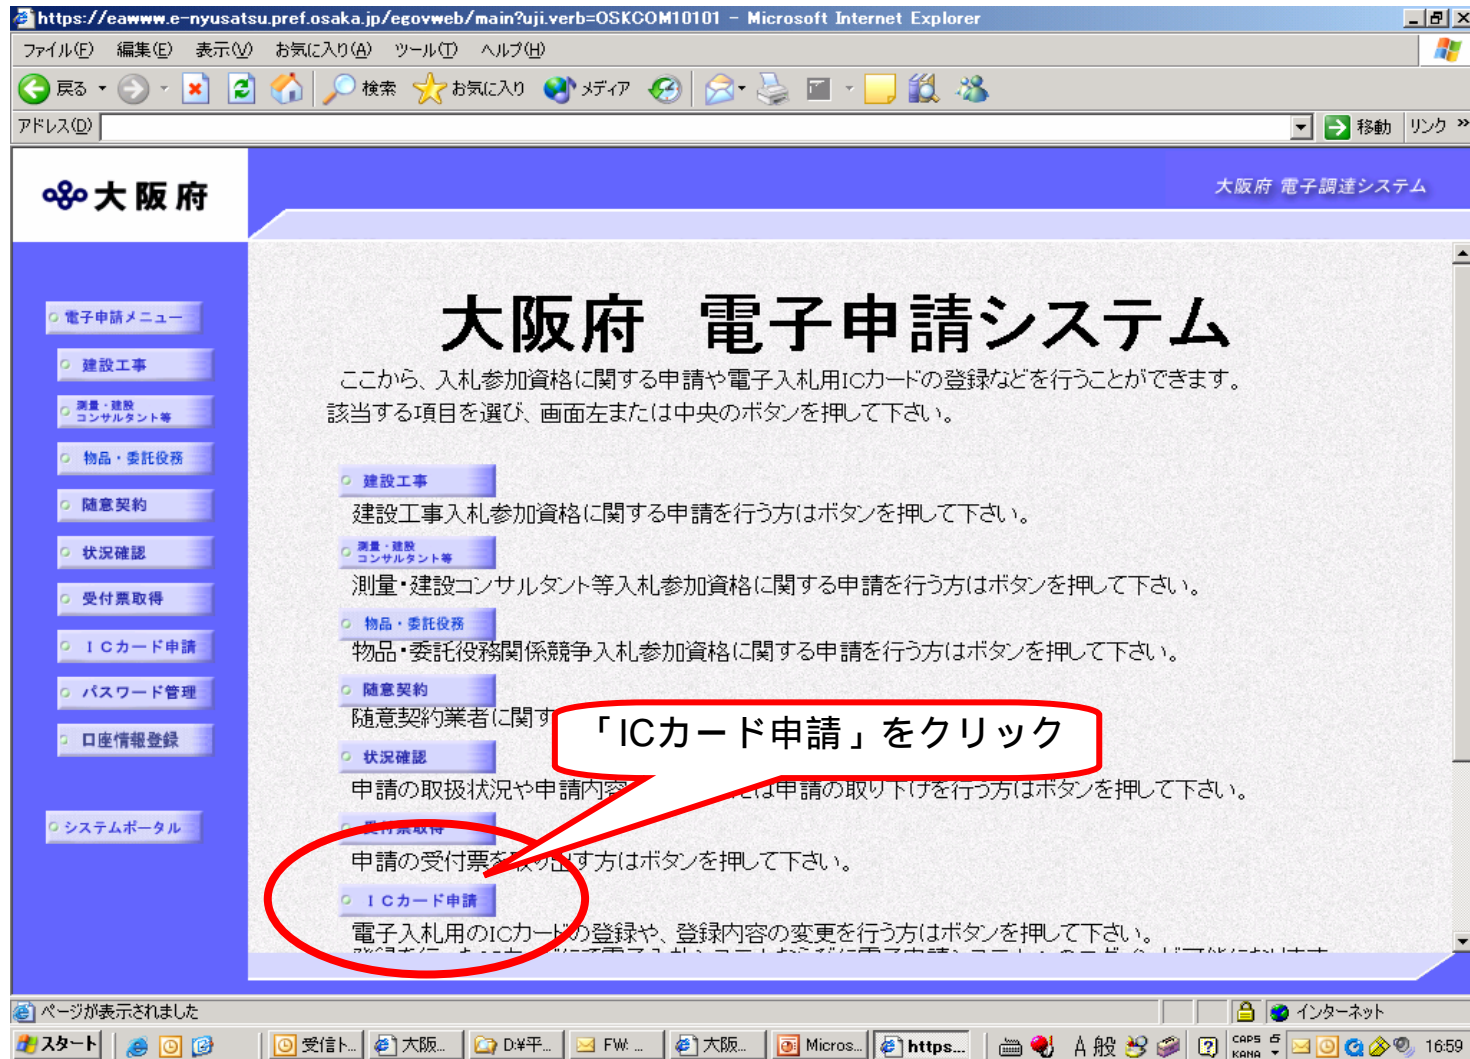 https://eawww.e-nyusatsu.pref.osaka.jp/egovweb/main?uji.verb=OSKCOM10101 - Microsoft Internet Explorer
ファイル(F) 編集(E) 表示(V) お気に入り(A) ツール(T) ヘルプ(H)
戻る 検索 お気に入り メディア
アドレス(D) 移動 リンク »
大阪府
大阪府 電子調達システム
電子申請メニュー
建設工事
測量・建設
コンサルタント等
物品・委託役務
随意契約
状況確認
受付票取得
ICカード申請
パスワード管理
口座情報登録
システムポータル
大阪府 電子申請システム
ここから、入札参加資格に関する申請や電子入札用ICカードの登録などを行うことができます。
該当する項目を選び、画面左または中央のボタンを押して下さい。
建設工事
建設工事入札参加資格に関する申請を行う方はボタンを押して下さい。
測量・建設
コンサルタント等
測量・建設コンサルタント等入札参加資格に関する申請を行う方はボタンを押して下さい。
物品・委託役務
物品・委託役務関係競争入札参加資格に関する申請を行う方はボタンを押して下さい。
随意契約
随意契約業者に関す
「ICカード申請」をクリック
状況確認
申請の取扱状況や申請内容 は申請の取り下げを行う方はボタンを押して下さい。
受付票取得
申請の受付票を取り出す方はボタンを押して下さい。
ICカード申請
電子入札用のICカードの登録や、登録内容の変更を行う方はボタンを押して下さい。
ページが表示されました インターネット
スタート 受信ト... 大阪... D:¥平... FW: ... 大阪... Micros... https... A 般 CAPS KANA 16:59